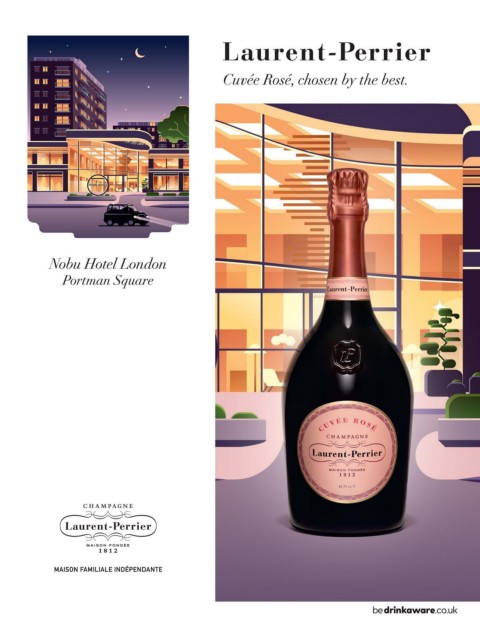 Laurent-Perrier
Cuvée Rosé, chosen by the best.
Nobu Hotel London
Portman Square
Laurent-Perrier
LP
CUVÉE ROSÉ
CHAMPAGNE
Laurent-Perrier
MAISON FONDÉE
1812
CHAMPAGNE
Laurent-Perrier
MAISON FONDÉE
1812
MAISON FAMILIALE INDÉPENDANTE
bedrinkaware.co.uk